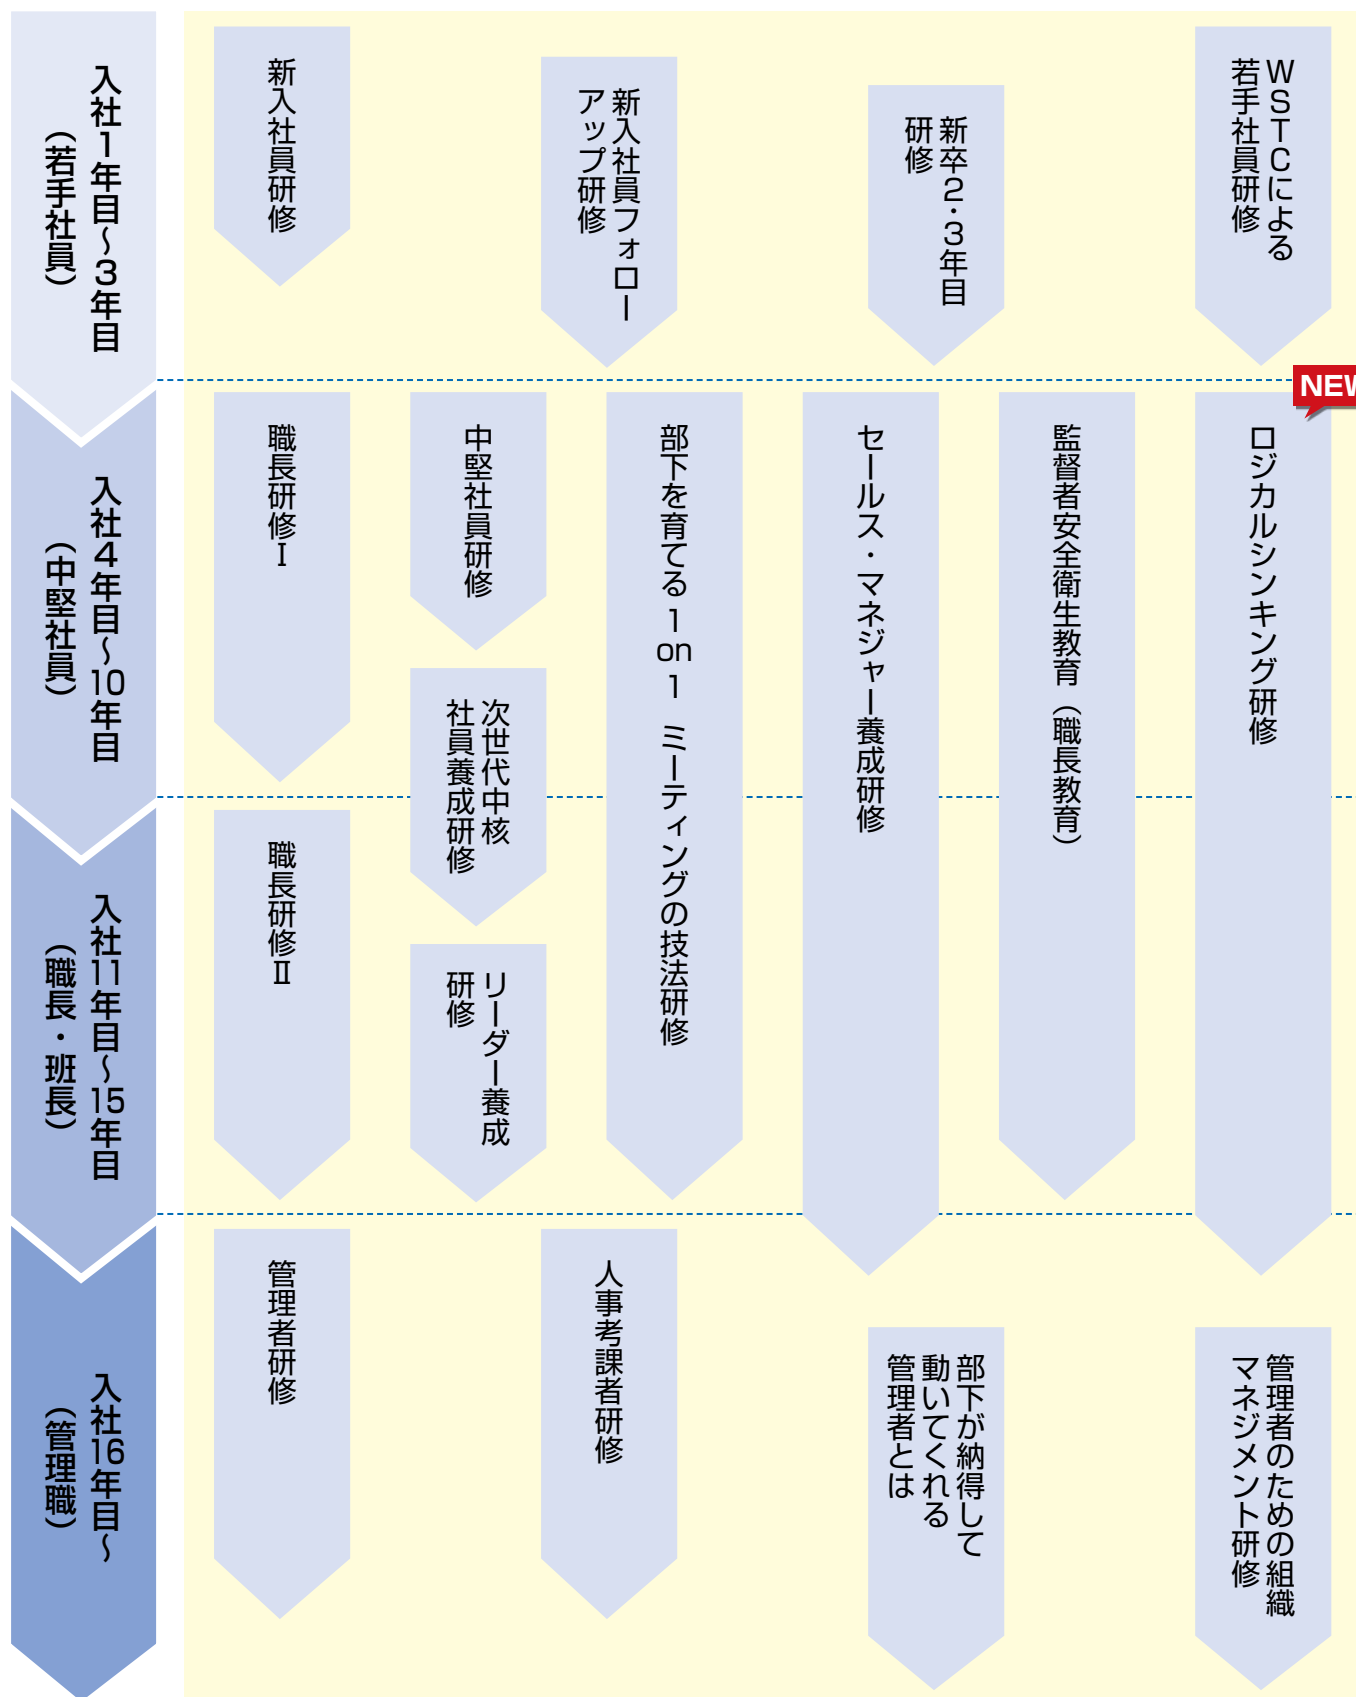 入社1年目～3年目
（若手社員）
新入社員研修
新入社員フォロー
アップ研修
新卒2・3年目
研修
WSTCによる
若手社員研修
入社4年目～10年目
（中堅社員）
職長研修Ⅰ
中堅社員研修
次世代中核
社員養成研修
部下を育てる1on1 ミーティングの技法研修
セールス・マネジャー養成研修
監督者安全衛生教育（職長教育）
NEW
ロジカルシンキング研修
入社11年目～15年目
（職長・班長）
職長研修Ⅱ
リーダー養成
研修
入社16年目～
（管理職）
管理者研修
人事考課者研修
部下が納得して
動いてくれる
管理者とは
管理者のための組織
マネジメント研修